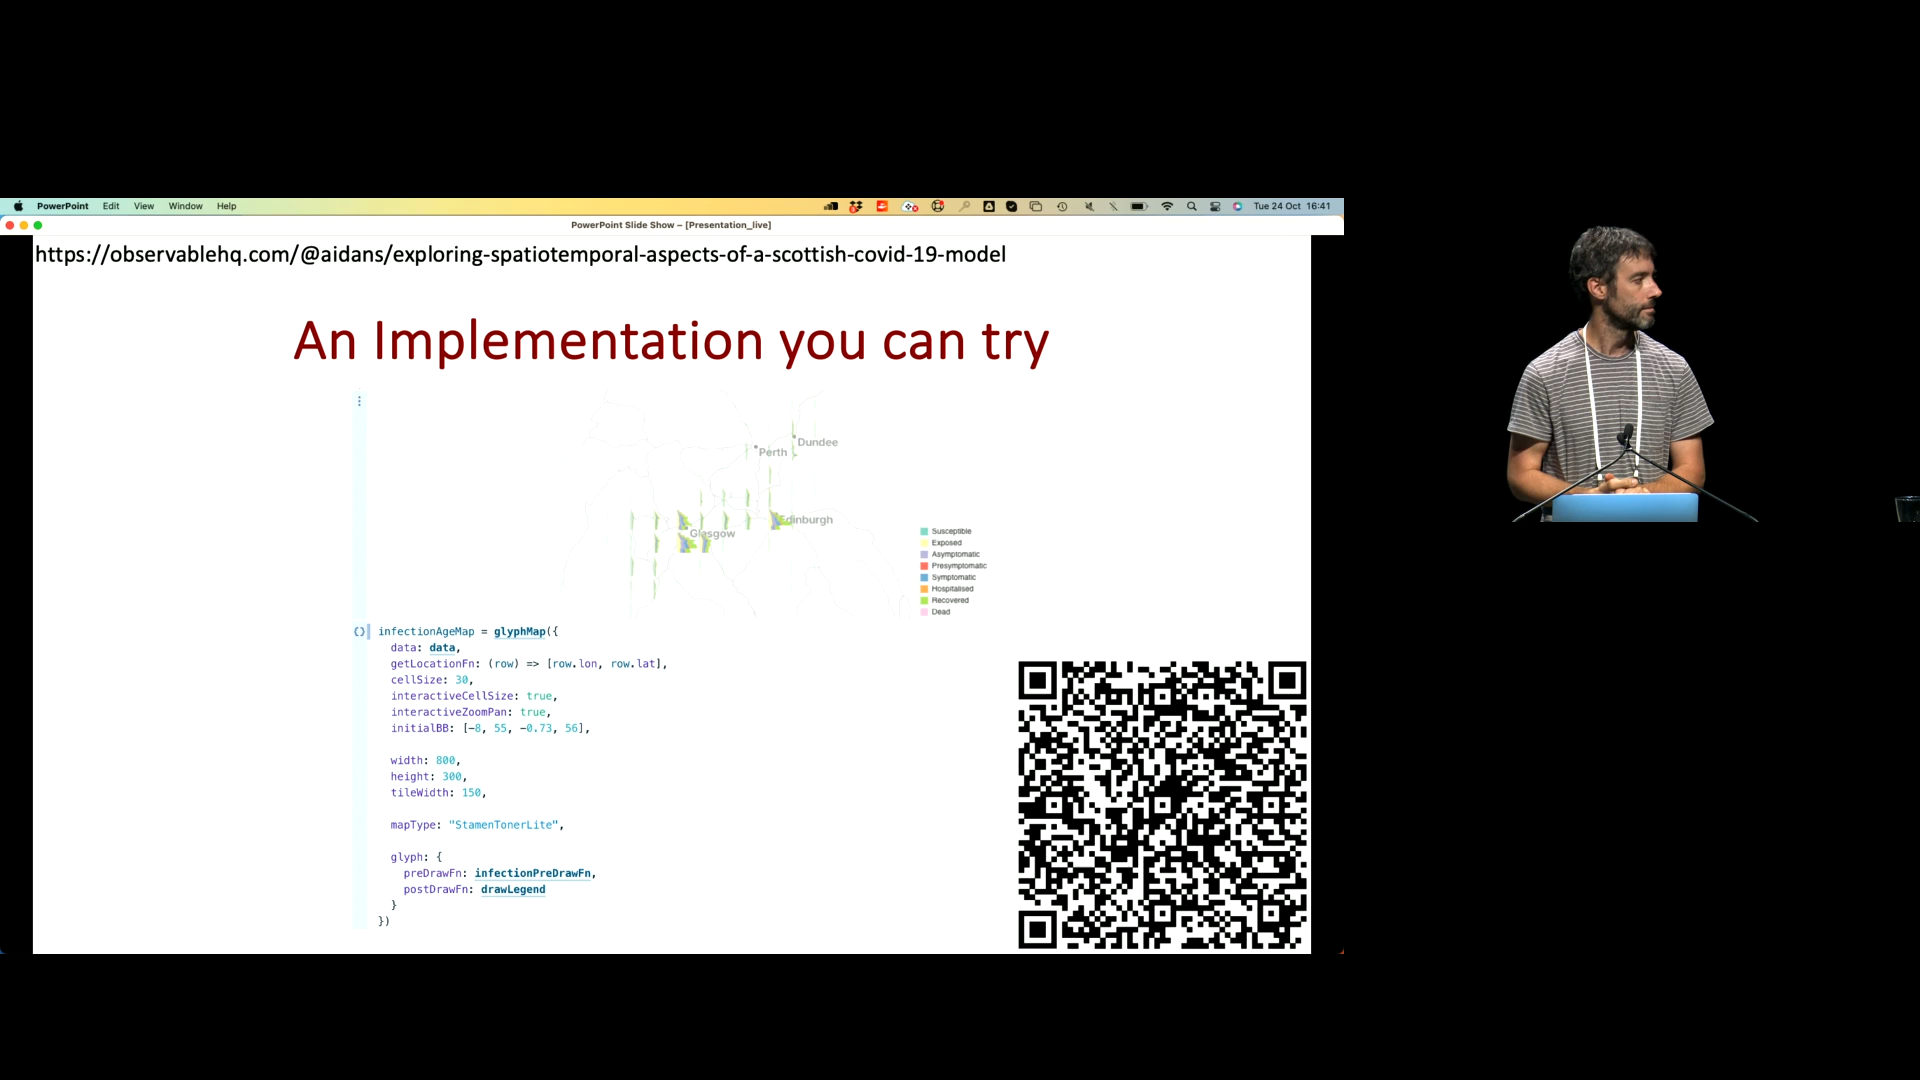 PowerPoint Edit View Window Help Tue 24 Oct 16:41
PowerPoint Slide Show – [Presentation_live]
https://observablehq.com/@aidans/exploring-spatiotemporal-aspects-of-a-scottish-covid-19-model
An Implementation you can try
Dundee
Perth
Edinburgh
Glasgow
Susceptible
Exposed
Asymptomatic
Presymptomatic
Symptomatic
Hospitalised
Recovered
Dead
infectionAgeMap = glyphMap({
data: data,
getLocationFn: (row) => [row.lon, row.lat],
cellSize: 30,
interactiveCellSize: true,
interactiveZoomPan: true,
initialBB: [-8, 55, -0.73, 56],
width: 800,
height: 300,
tileWidth: 150,
mapType: "StamenTonerLite",
glyph: {
preDrawFn: infectionPreDrawFn,
postDrawFn: drawLegend
}
})